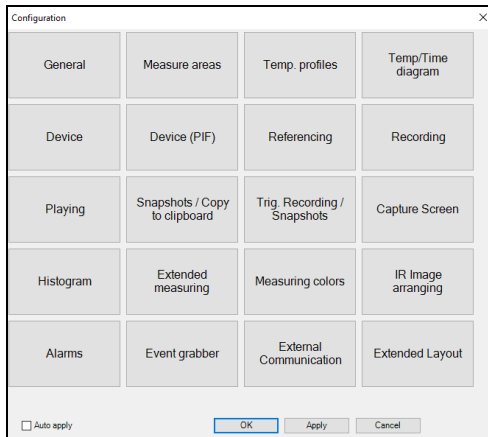 Configuration
General
Measure areas
Temp. profiles
Temp/Time
diagram
Device
Device (PIF)
Referencing
Recording
Playing
Snapshots / Copy
to clipboard
Trig. Recording /
Snapshots
Capture Screen
Histogram
Extended
measuring
Measuring colors
IR Image
arranging
Alarms
Event grabber
External
Communication
Extended Layout
Auto apply
OK
Apply
Cancel